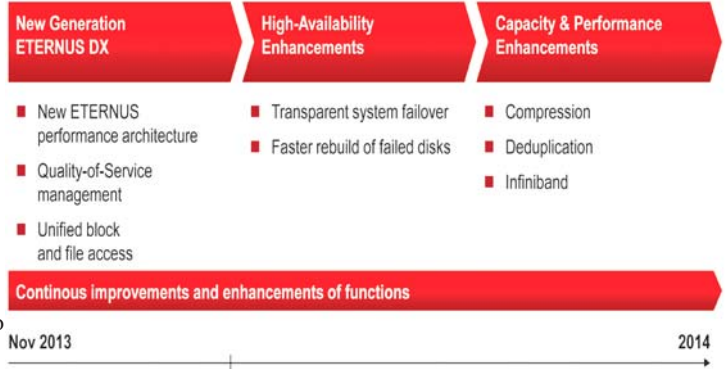 New Generation
ETERNUS DX
High-Availability
Enhancements
Capacity & Performance
Enhancements
New ETERNUS
performance architecture
Quality-of-Service
management
Unified block
and file access
Transparent system failover
Faster rebuild of failed disks
Compression
Deduplication
Infiniband
Continous improvements and enhancements of functions
Nov 2013
2014